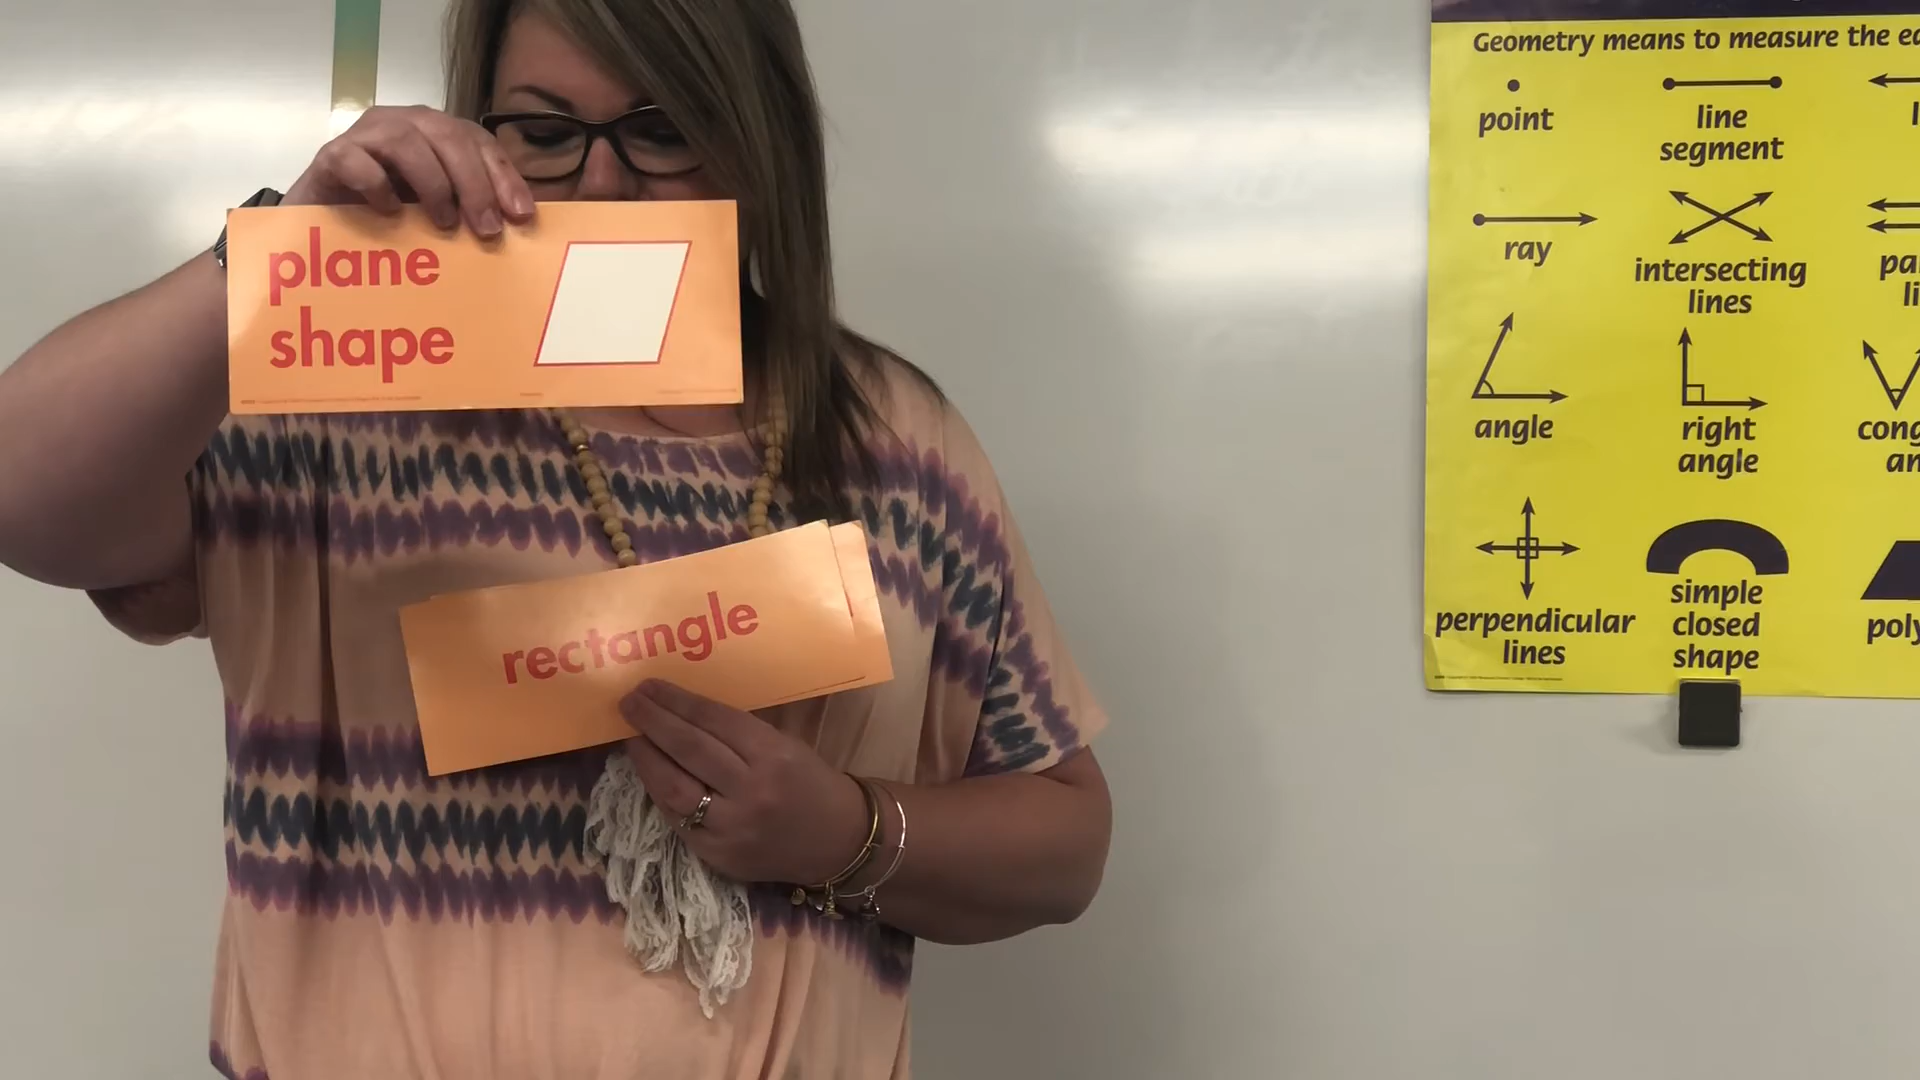 plane
shape
rectangle
Geometry means to measure the
point
line
segment
ray
intersecting
lines
angle
right
angle
perpendicular
lines
simple
closed
shape